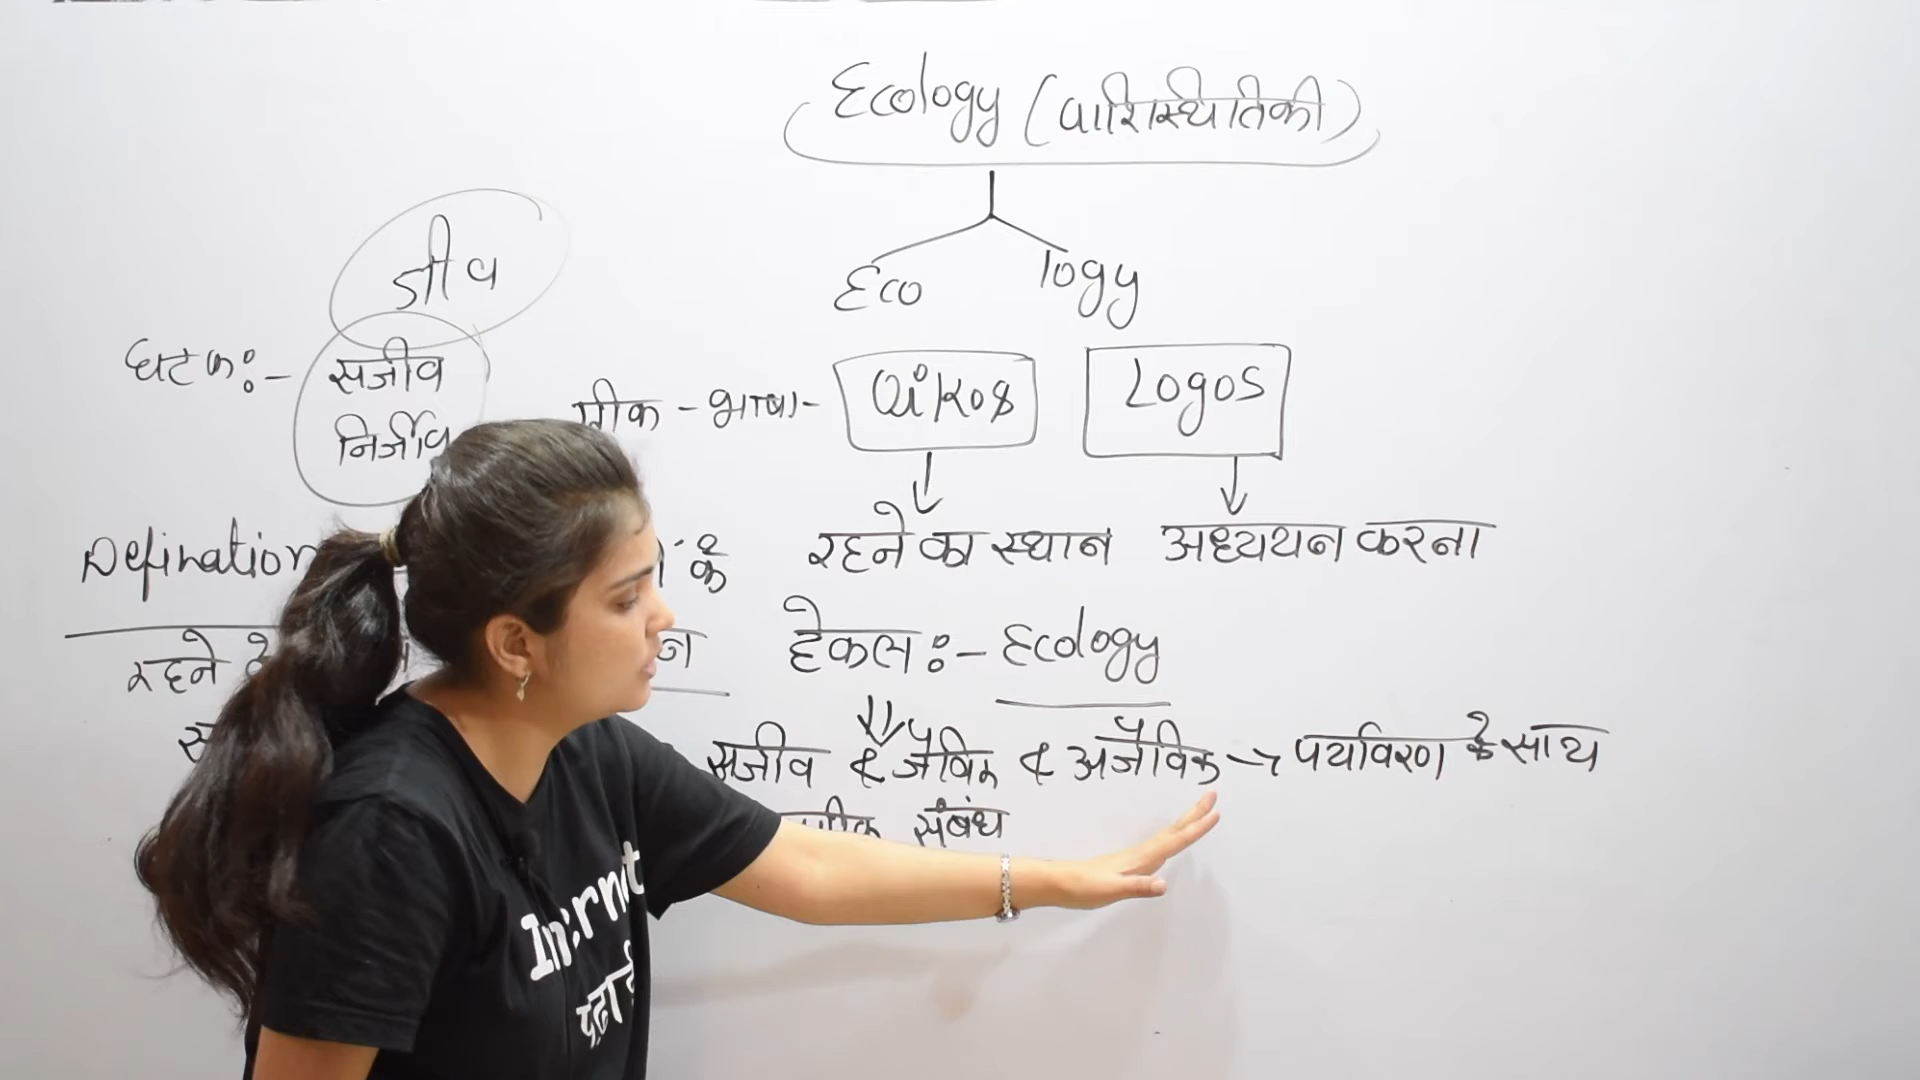 Ecology (पारिस्थितिकी)
Eco logy
जीव
घटक:- सजीव
निर्जीव
ग्रीक - भाषा - Oikos Logos
रहने का स्थान अध्ययन करना
Defination के
रहने
हेकल:- Ecology
सजीव & जैविक & अजैविक → पर्यावरण के साथ
संबंध
Internet
पढ़ाई